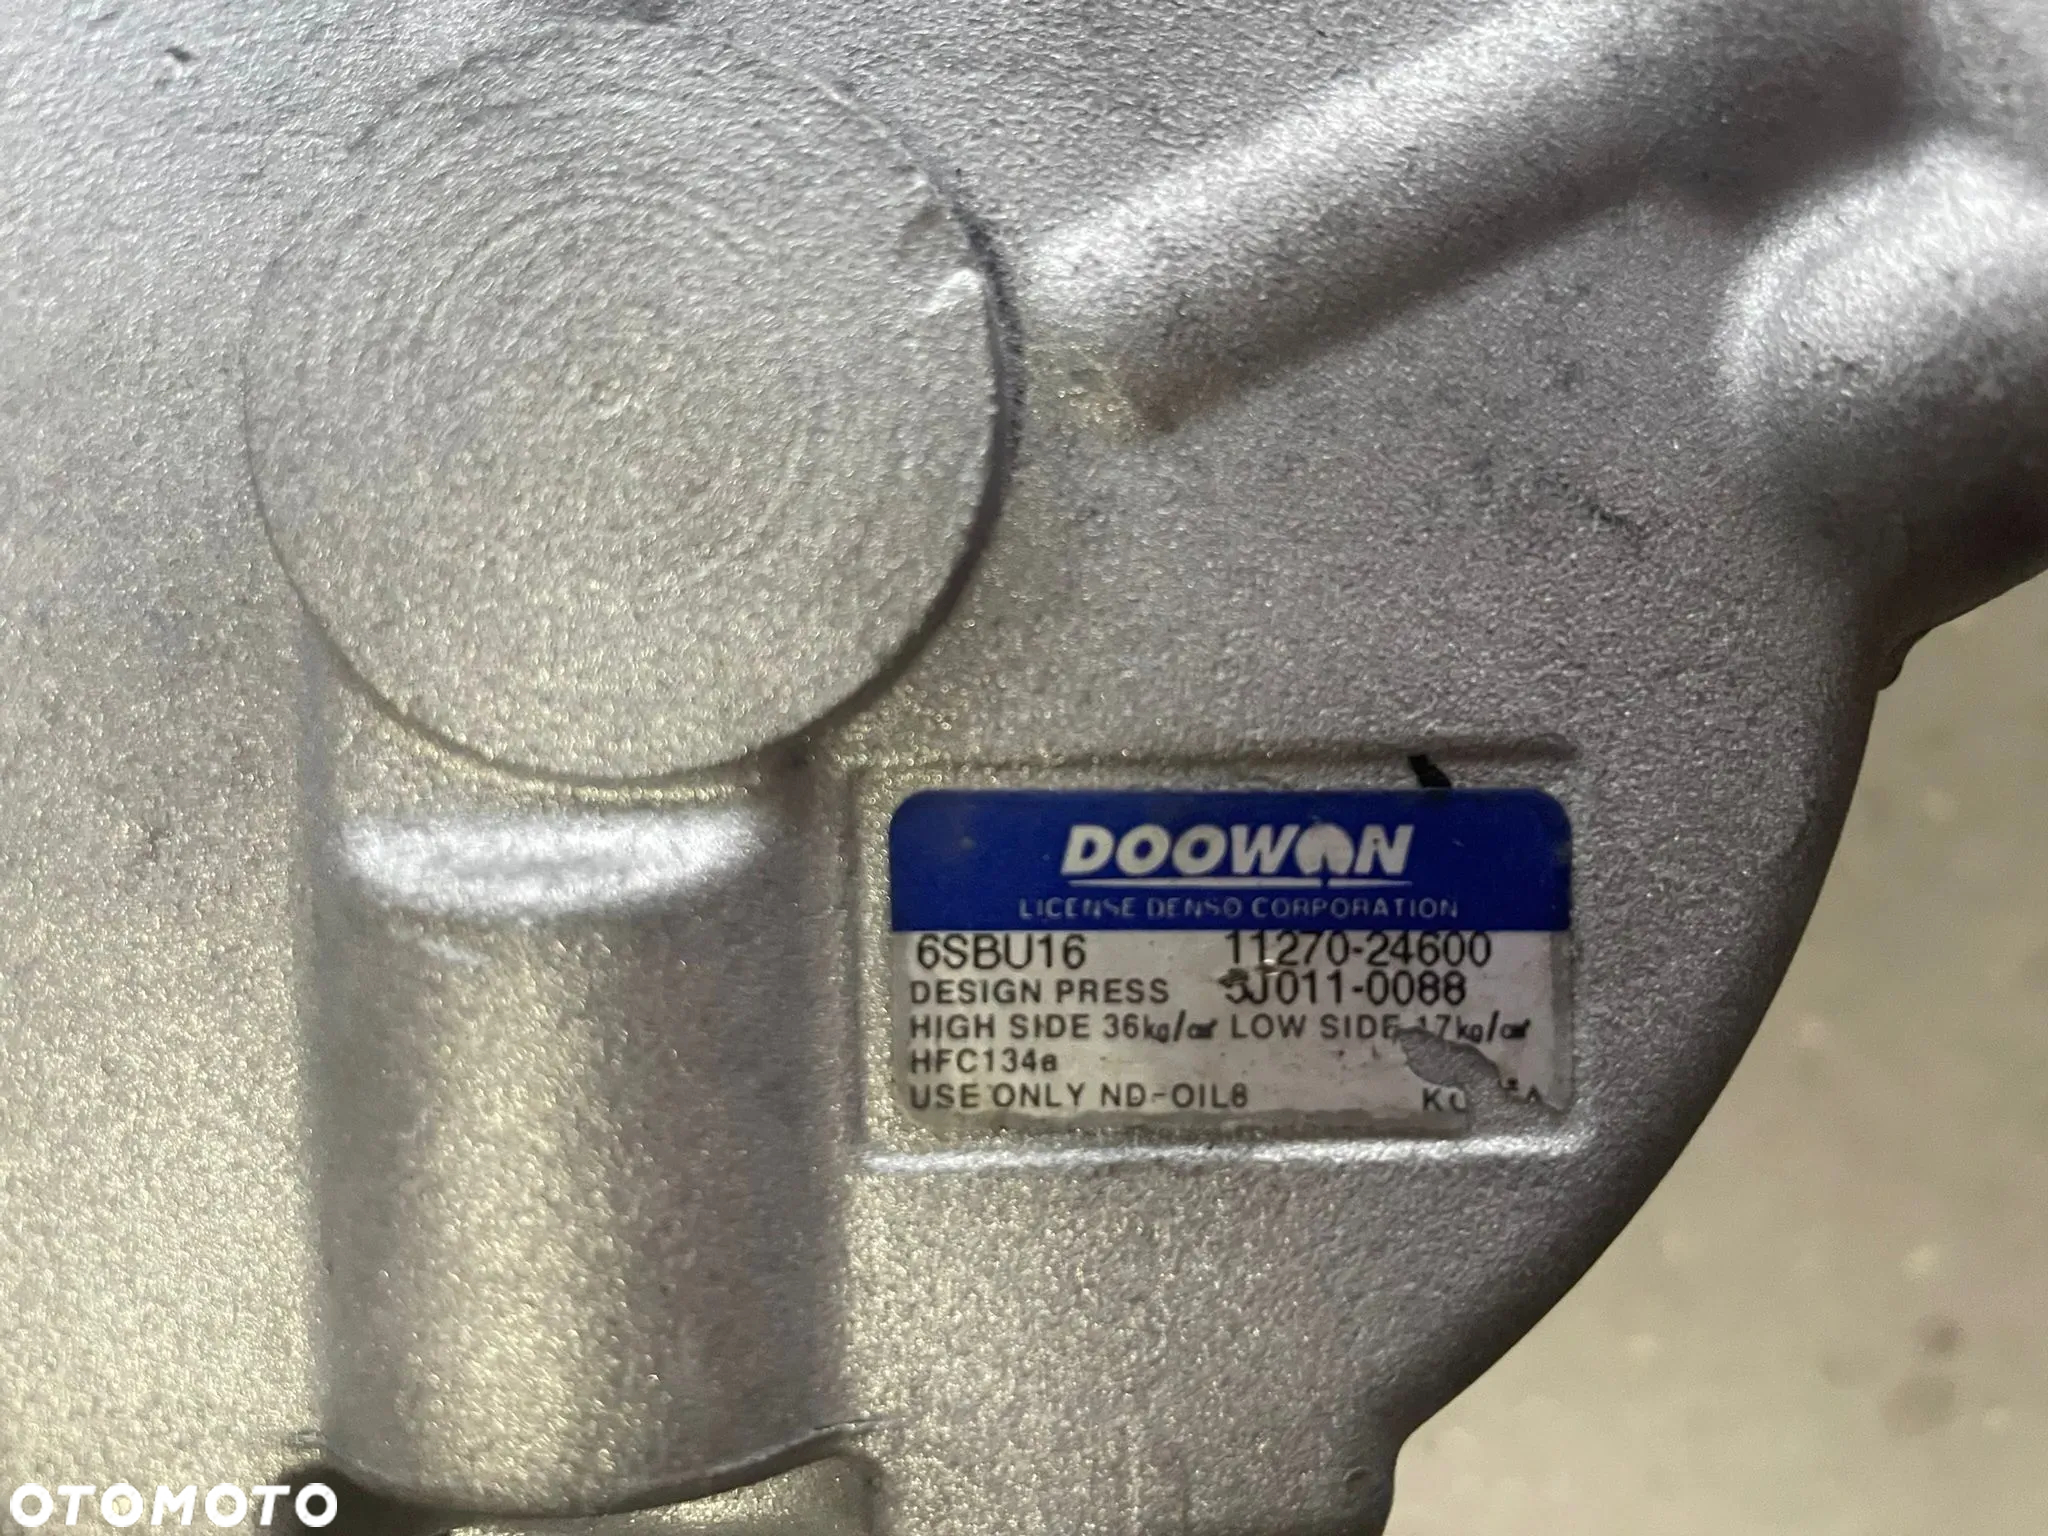 DOOWON
LICENSE DENSO CORPORATION
6SBU16 11270-24600
DESIGN PRESS 5J011-0088
HIGH SIDE 36kg/㎠ LOW SIDE 17kg/㎠
HFC134a
USE ONLY ND-OIL8
OTOMOTO